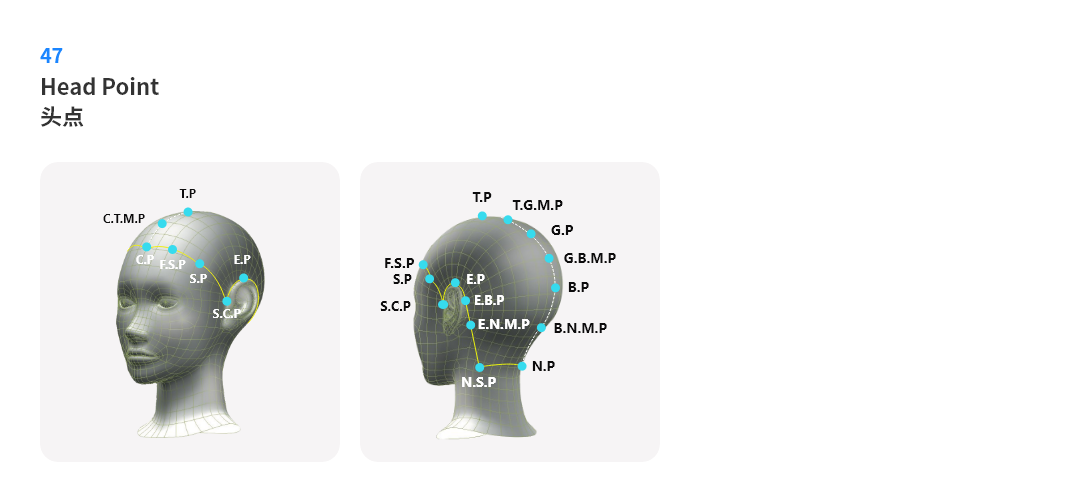 47
Head Point
头点
T.P
C.T.M.P
C.P
F.S.P
S.P
E.P
S.C.P
T.P
T.G.M.P
G.P
G.B.M.P
F.S.P
S.P
E.P
B.P
S.C.P
E.B.P
E.N.M.P
B.N.M.P
N.P
N.S.P